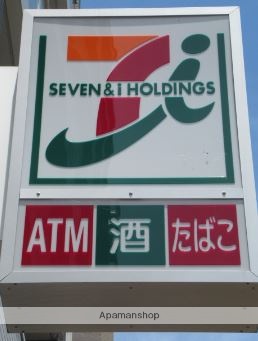 SEVEN & i HOLDINGS
ATM 酒 たばこ
Apamanshop